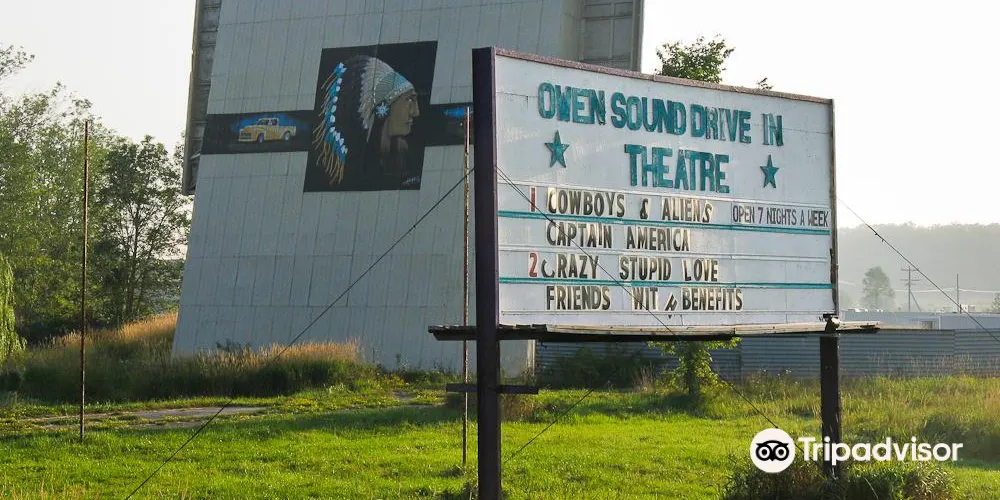 OWEN SOUND DRIVE IN
THEATRE
1 COWBOYS & ALIENS OPEN 7 NIGHTS A WEEK
CAPTAIN AMERICA
2 CRAZY STUPID LOVE
FRIENDS WIT BENEFITS
Tripadvisor